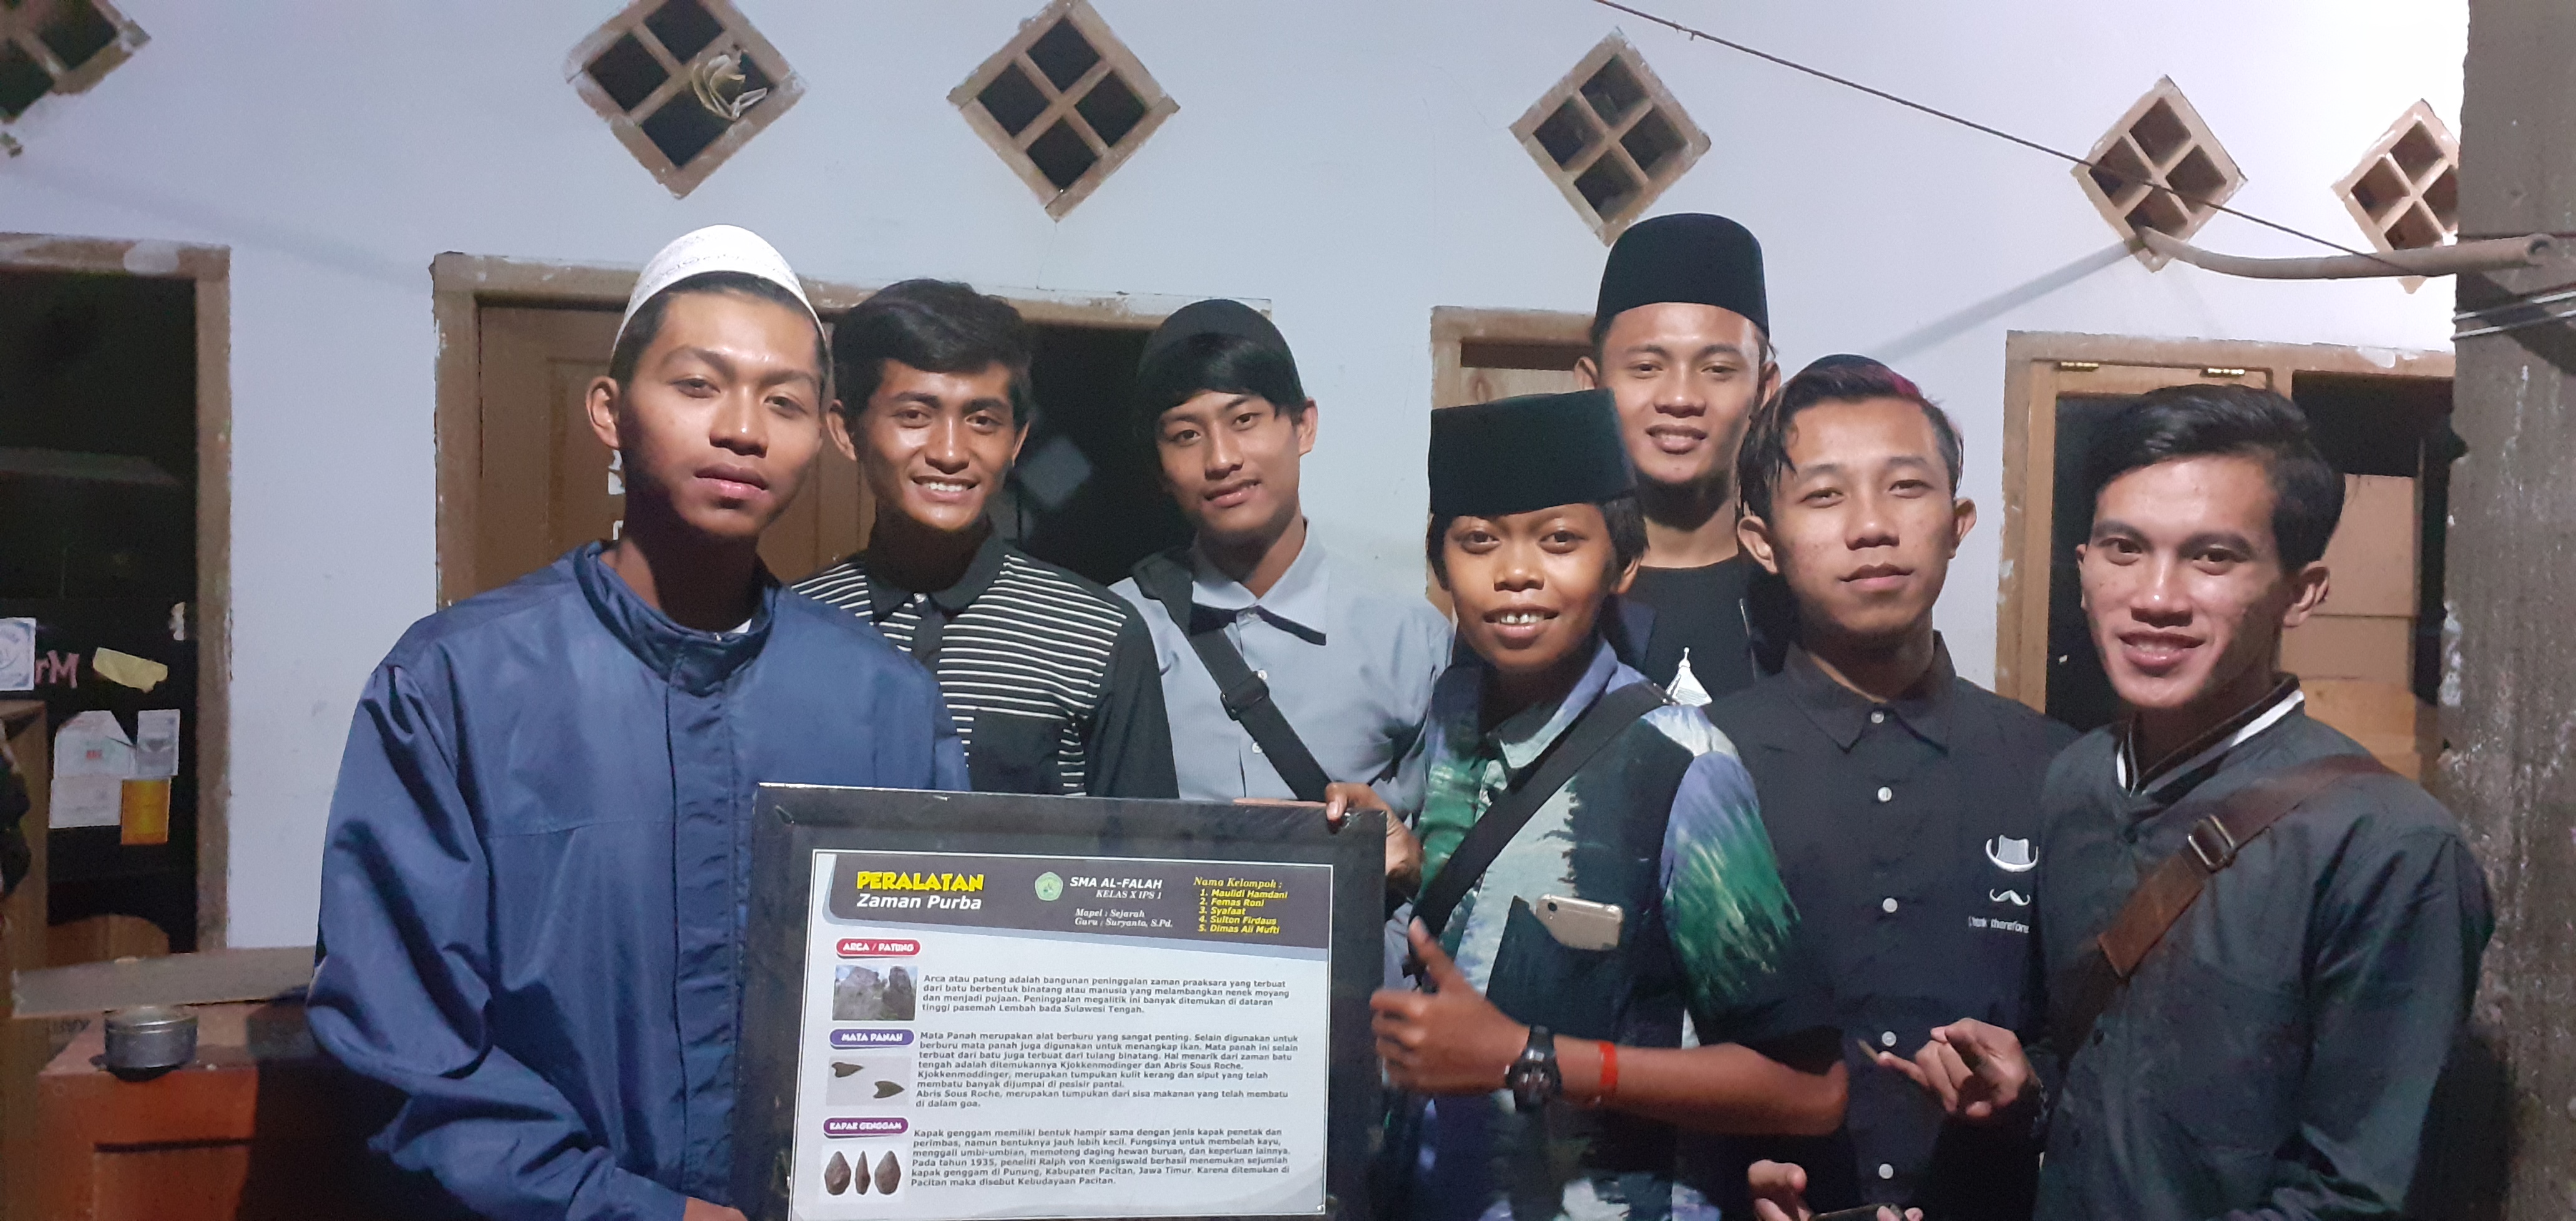 PERALATAN
Zaman Purba
SMA AL-FALAH
KELAS X IPS 1
Mapel : Sejarah
Guru : Suryanto, S.Pd.
Nama Kelompok :
1. Maulidi Hamdani
2. Femas Roni
3. Syafaat
4. Sulton Firdaus
5. Dimas Ali Mufti
ARCA / PATUNG
Arca atau patung adalah bangunan peninggalan zaman praaksara yang terbuat
dari batu berbentuk binatang atau manusia yang melambangkan nenek moyang
dan menjadi pujaan. Peninggalan megalitik ini banyak ditemukan di dataran
tinggi pasemah Lembah bada Sulawesi Tengah.
MATA PANAH
Mata Panah merupakan alat berburu yang sangat penting. Selain digunakan untuk
berburu mata panah juga digunakan untuk menangkap ikan. Mata panah ini selain
terbuat dari batu juga terbuat dari tulang binatang. Hal menarik dari zaman batu
tengah adalah ditemukannya Kjokkenmodinger dan Abris Sous Roche.
Kjokkenmoddinger, merupakan tumpukan kulit kerang dan siput yang telah
membatu banyak dijumpai di pesisir pantai.
Abris Sous Roche, merupakan tumpukan dari sisa makanan yang telah membatu
di dalam goa.
KAPAK GENGGAM
Kapak genggam memiliki bentuk hampir sama dengan jenis kapak penetak dan
perimbas, namun bentuknya jauh lebih kecil. Fungsinya untuk membelah kayu,
menggali umbi-umbian, memotong daging hewan buruan, dan keperluan lainnya.
Pada tahun 1935, peneliti Ralph von Koenigswald berhasil menemukan sejumlah
kapak genggam di Punung, Kabupaten Pacitan, Jawa Timur. Karena ditemukan di
Pacitan maka disebut Kebudayaan Pacitan.
therefore